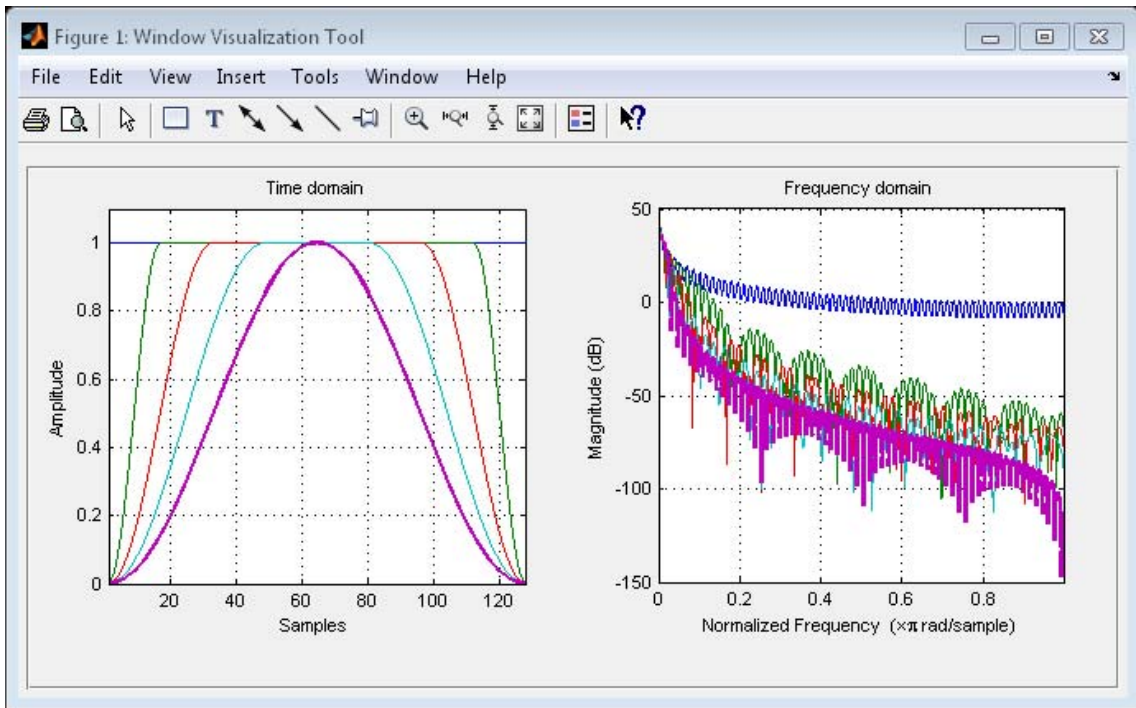 Figure 1: Window Visualization Tool
File Edit View Insert Tools Window Help
Time domain
Amplitude
1
0.8
0.6
0.4
0.2
0
20 40 60 80 100 120
Samples
Frequency domain
Magnitude (dB)
50
0
-50
-100
-150
0 0.2 0.4 0.6 0.8
Normalized Frequency (×π rad/sample)